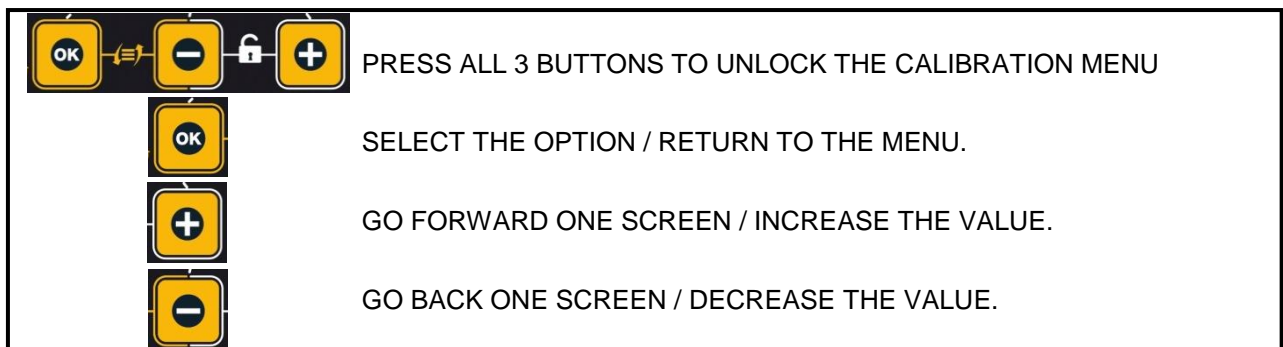 OK PRESS ALL 3 BUTTONS TO UNLOCK THE CALIBRATION MENU
OK SELECT THE OPTION / RETURN TO THE MENU.
GO FORWARD ONE SCREEN / INCREASE THE VALUE.
GO BACK ONE SCREEN / DECREASE THE VALUE.